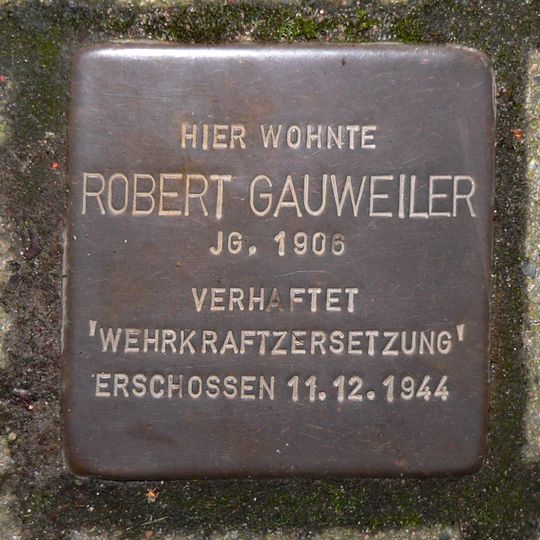 HIER WOHNTE
ROBERT GAUWEILER
JG. 1906
VERHAFTET
'WEHRKRAFTZERSETZUNG'
ERSCHOSSEN 11.12.1944